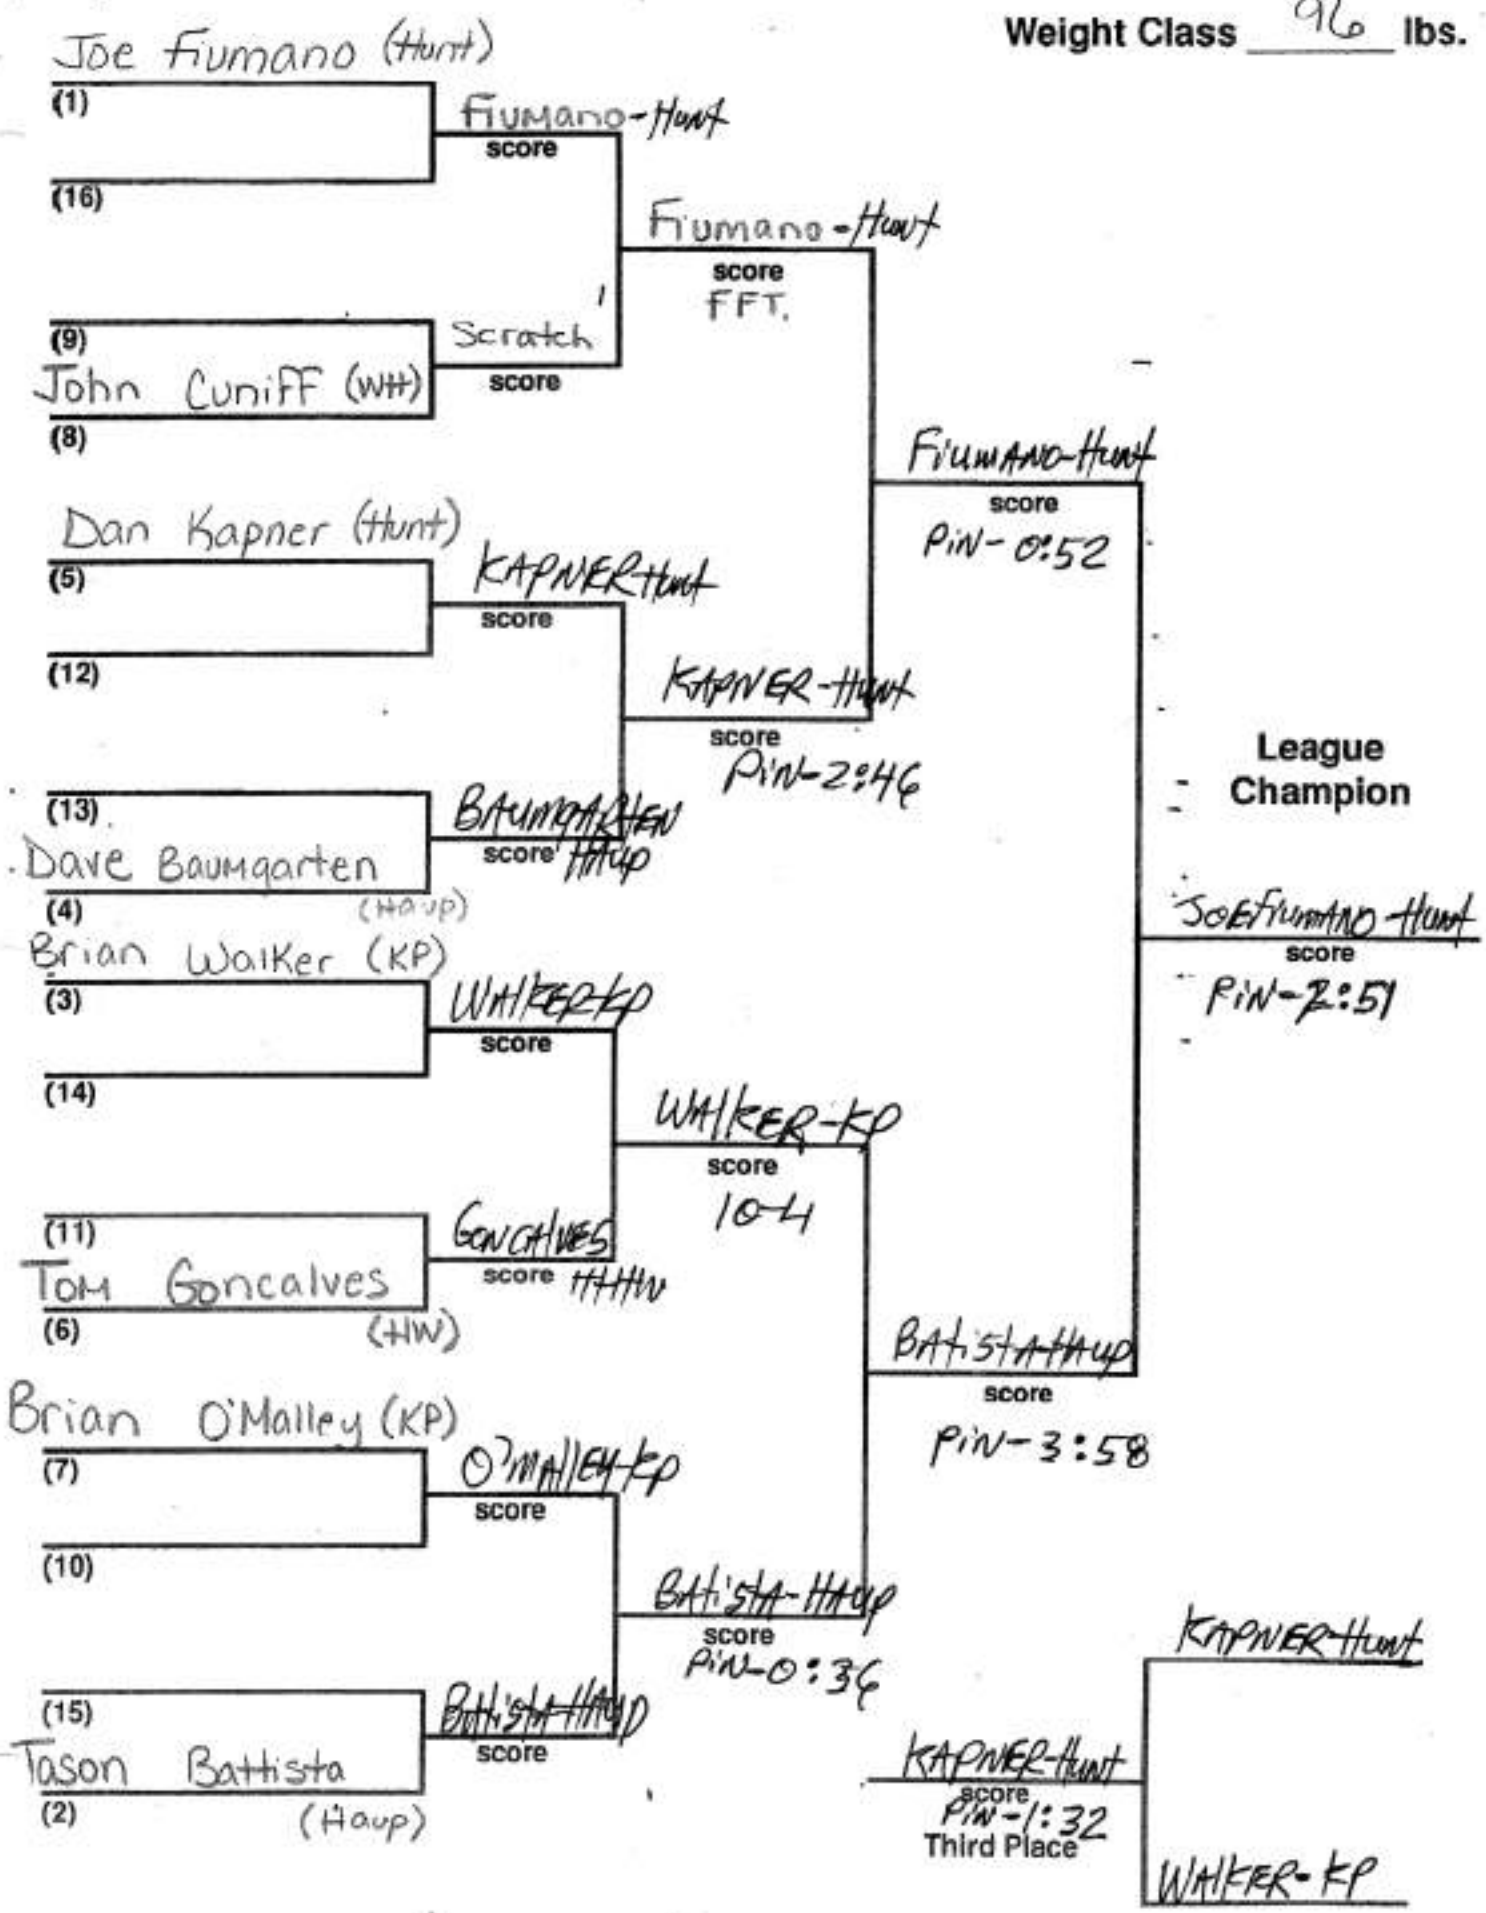 Weight Class 96 lbs.
Joe Fiumano (Hunt)
(1)
Fiumano-Hunt
score
(16)
Fiumano-Hunt
score
FFT.
(9)
Scratch
score
John Cuniff (WH)
(8)
Fiumano-Hunt
score
Pin-0:52
Dan Kapner (Hunt)
(5)
KAPNER Hunt
score
(12)
KAPNER-Hunt
score
Pin-2:46
(13)
BAumgARtEN
score HAup
Dave Baumgarten
(4) (Haup)
League
Champion
JOE FiumANO-Hunt
score
PiN-2:51
Brian Walker (KP)
(3)
WAlKER-KP
score
(14)
WAlkER-KP
score
10-4
(11)
GONCAlVES
score HHHW
Tom Goncalves
(6) (HW)
BAtistA-HAup
score
PiN-3:58
Brian O'Malley (KP)
(7)
O'mAllEy-KP
score
(10)
BAtistA-HAup
score
PiN-0:36
(15)
BAttistA-HAup
score
Jason Battista
(2) (Haup)
KAPNER-Hunt
KAPNER-Hunt
score
PiN-1:32
Third Place
WAlKER-KP